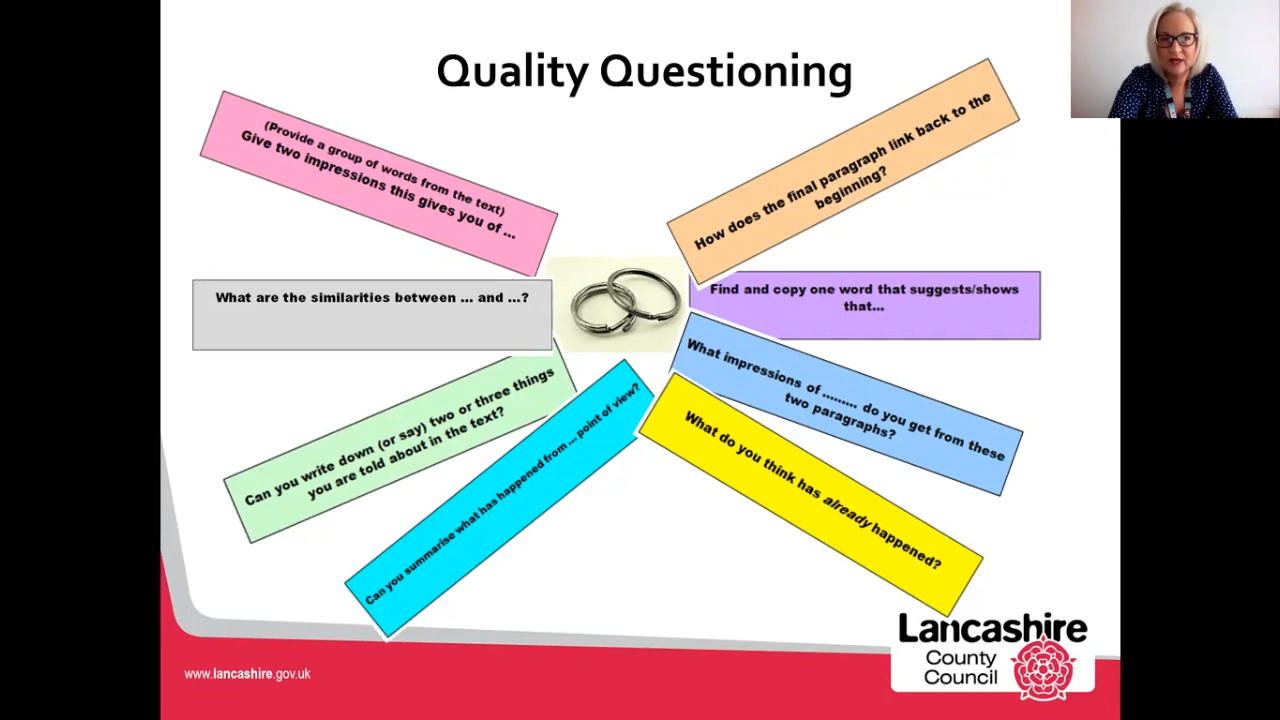 Quality Questioning
(Provide a group of words from the text)
Give two impressions this gives you of ...
How does the final paragraph link back to the
beginning?
What are the similarities between ... and ...?
Find and copy one word that suggests/shows
that...
Can you write down (or say) two or three things
you are told about in the text?
What impressions of ......... do you get from these
two paragraphs?
Can you summarise what has happened from ... point of view?
What do you think has already happened?
www.lancashire.gov.uk
Lancashire
County
Council